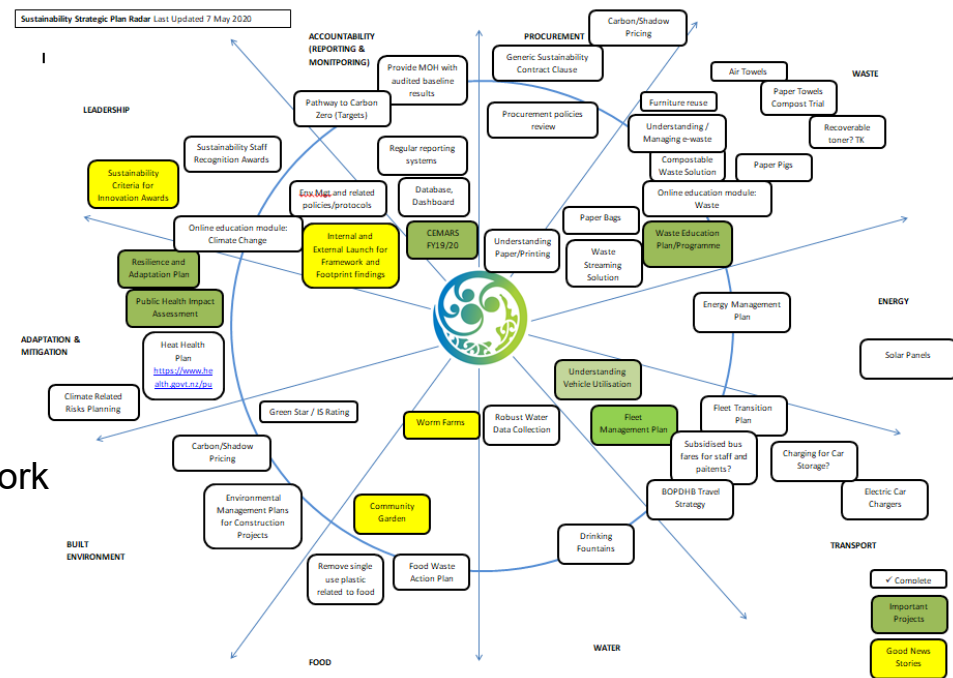 Sustainability Strategic Plan Radar Last Updated 7 May 2020
I
ACCOUNTABILITY
(REPORTING &
MONITPORING)
PROCUREMENT
Carbon/Shadow
Pricing
Generic Sustainability
Contract Clause
Provide MOH with
audited baseline
results
Air Towels
WASTE
Paper Towels
Compost Trial
Pathway to Carbon
Zero (Targets)
LEADERSHIP
Furniture reuse
Procurement policies
review
Understanding /
Managing e-waste
Recoverable
toner? TK
Sustainability Staff
Recognition Awards
Regular reporting
systems
Compostable
Waste Solution
Paper Pigs
Sustainability
Criteria for
Innovation Awards
Env Mgt and related
policies/protocols
Database,
Dashboard
Online education module:
Waste
Online education module:
Climate Change
Internal and
External Launch for
Framework and
Footprint findings
CEMARS
FY19/20
Understanding
Paper/Printing
Paper Bags
Waste
Streaming
Solution
Waste Education
Plan/Programme
Resilience and
Adaptation Plan
Public Health Impact
Assessment
Energy Management
Plan
ENERGY
ADAPTATION &
MITIGATION
Heat Health
Plan
https://www.he
alth.govt.nz/pu
Solar Panels
Understanding
Vehicle Utilisation
Climate Related
Risks Planning
Green Star / IS Rating
Worm Farms
Robust Water
Data Collection
Fleet
Management Plan
Fleet Transition
Plan
Carbon/Shadow
Pricing
Subsidised bus
fares for staff and
patents?
Charging for Car
Storage?
ork
Environmental
Management Plans
for Construction
Projects
Community
Garden
BOPDHB Travel
Strategy
Electric Car
Chargers
BUILT
ENVIRONMENT
Drinking
Fountains
TRANSPORT
Remove single
use plastic
related to food
Food Waste
Action Plan
✓ Comolete
Important
Projects
Good News
Stories
FOOD
WATER